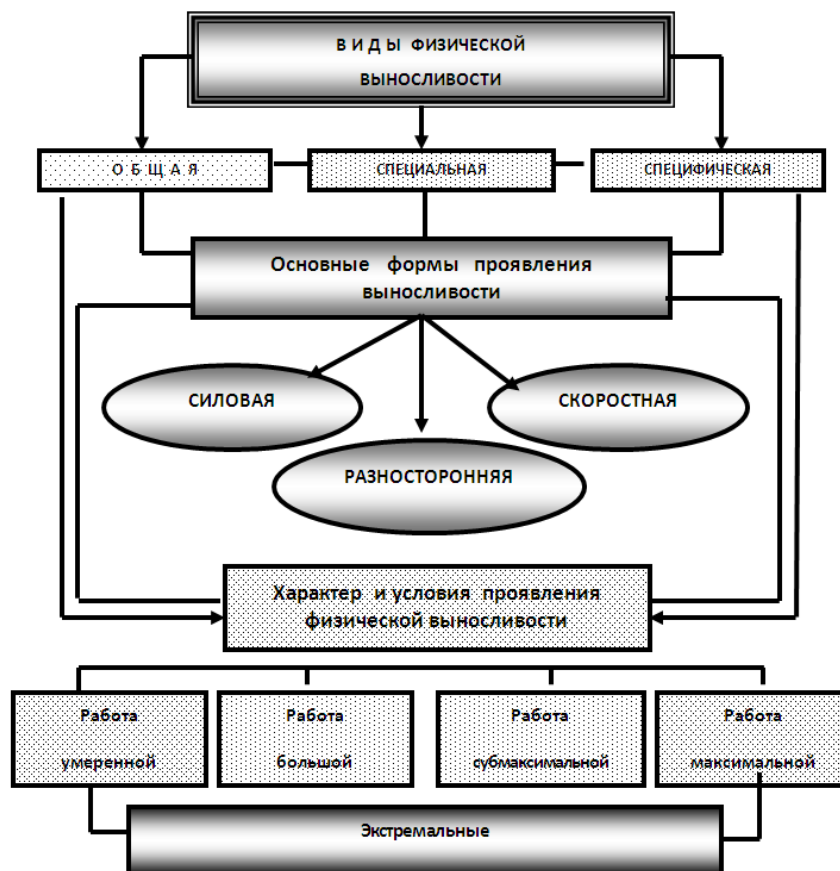 В И Д Ы ФИЗИЧЕСКОЙ
ВЫНОСЛИВОСТИ
О Б Щ А Я
СПЕЦИАЛЬНАЯ
СПЕЦИФИЧЕСКАЯ
Основные формы проявления
выносливости
СИЛОВАЯ
СКОРОСТНАЯ
РАЗНОСТОРОННЯЯ
Характер и условия проявления
физической выносливости
Работа
умеренной
Работа
большой
Работа
субмаксимальной
Работа
максимальной
Экстремальные